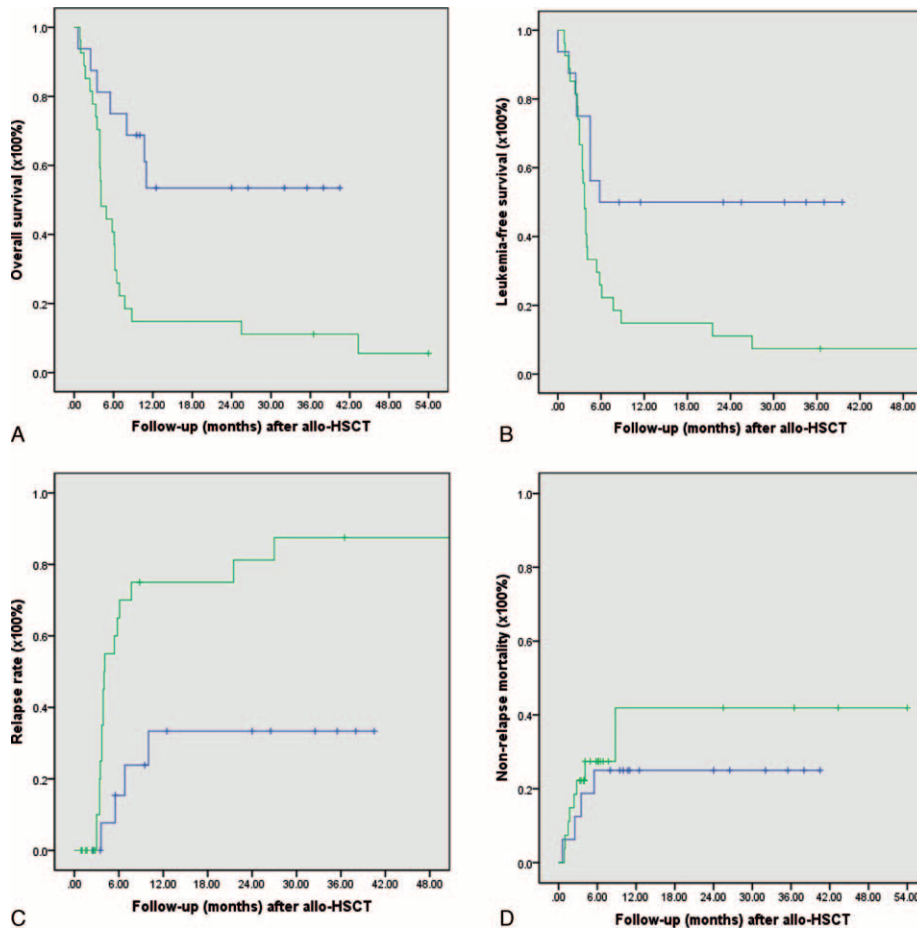 1.0
0.8
0.6
0.4
0.2
0.0
Overall survival (x100%)
.00 6.00 12.00 18.00 24.00 30.00 36.00 42.00 54.00
Follow-up (months) after allo-HSCT
A
1.0
0.8
0.6
0.4
0.2
0.0
Leukemia-free survival (x100%)
.00 6.00 12.00 18.00 24.00 30.00 36.00 42.00 48.00
Follow-up (months) after allo-HSCT
B
1.0
0.8
0.6
0.4
0.2
0.0
Relapse rate (x100%)
.00 6.00 12.00 18.00 24.00 30.00 36.00 42.00 48.00
Follow-up (months) after allo-HSCT
C
1.0
0.8
0.6
0.4
0.2
0.0
Non-relapse mortality (x100%)
.00 6.00 12.00 18.00 24.00 30.00 36.00 42.00 48.00 54.00
Follow-up (months) after allo-HSCT
D